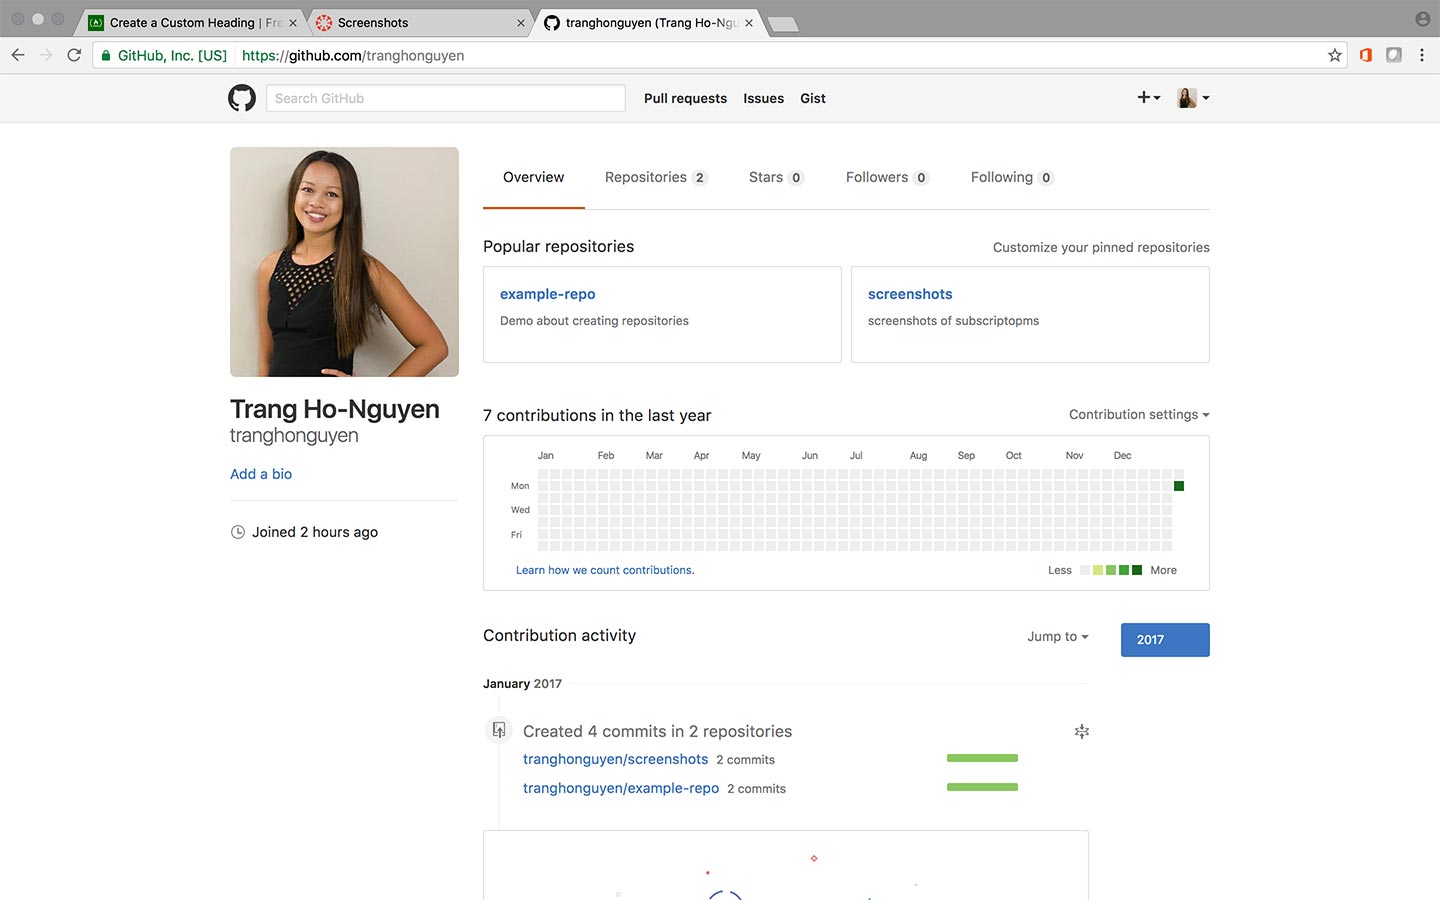 Create a Custom Heading | Fre
Screenshots
tranghonguyen (Trang Ho-Ngu
GitHub, Inc. [US]
https://github.com/tranghonguyen
Search GitHub
Pull requests
Issues
Gist
Overview
Repositories 2
Stars 0
Followers 0
Following 0
Popular repositories
Customize your pinned repositories
example-repo
Demo about creating repositories
screenshots
screenshots of subscriptopms
Trang Ho-Nguyen
tranghonguyen
Add a bio
Joined 2 hours ago
7 contributions in the last year
Contribution settings
Jan Feb Mar Apr May Jun Jul Aug Sep Oct Nov Dec
Mon
Wed
Fri
Learn how we count contributions.
Less More
Contribution activity
Jump to
2017
January 2017
Created 4 commits in 2 repositories
tranghonguyen/screenshots 2 commits
tranghonguyen/example-repo 2 commits